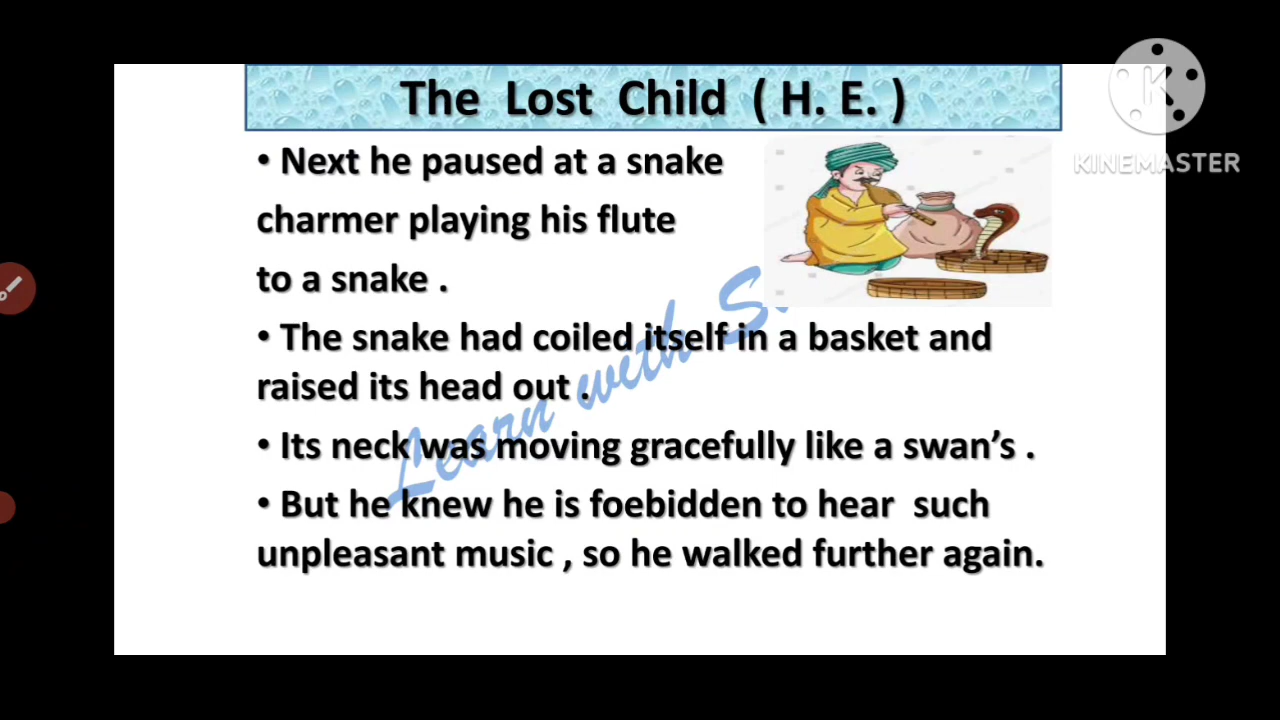 The Lost Child ( H. E. )
KINEMASTER
• Next he paused at a snake
charmer playing his flute
to a snake .
• The snake had coiled itself in a basket and
raised its head out .
• Its neck was moving gracefully like a swan’s .
• But he knew he is foebidden to hear such
unpleasant music , so he walked further again.
Learn with